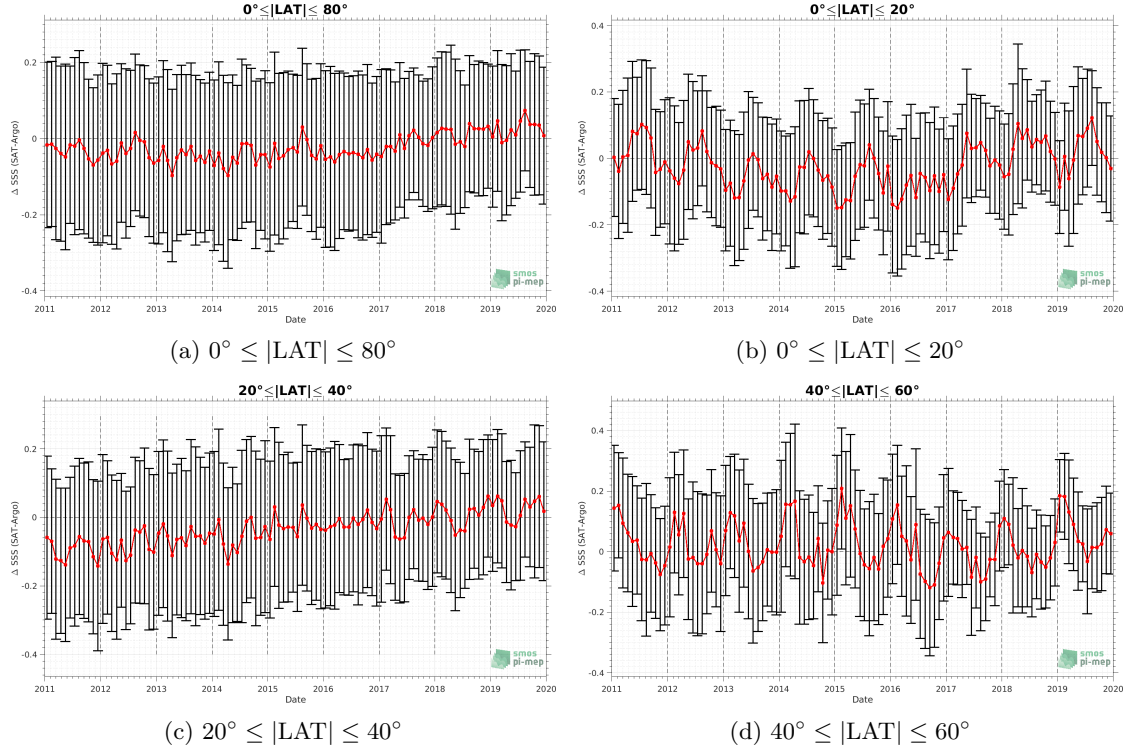 0°≤|LAT|≤ 80°
0.2
0
-0.2
-0.4
Δ SSS (SAT-Argo)
2011 2012 2013 2014 2015 2016 2017 2018 2019 2020
Date
smos
pi-mep
(a) 0° ≤ |LAT| ≤ 80°
0°≤|LAT|≤ 20°
0.4
0.2
0
-0.2
-0.4
Δ SSS (SAT-Argo)
2011 2012 2013 2014 2015 2016 2017 2018 2019 2020
Date
smos
pi-mep
(b) 0° ≤ |LAT| ≤ 20°
20°≤|LAT|≤ 40°
0.2
0
-0.2
-0.4
Δ SSS (SAT-Argo)
2011 2012 2013 2014 2015 2016 2017 2018 2019 2020
Date
smos
pi-mep
(c) 20° ≤ |LAT| ≤ 40°
40°≤|LAT|≤ 60°
0.4
0.2
0
-0.2
-0.4
Δ SSS (SAT-Argo)
2011 2012 2013 2014 2015 2016 2017 2018 2019 2020
Date
smos
pi-mep
(d) 40° ≤ |LAT| ≤ 60°